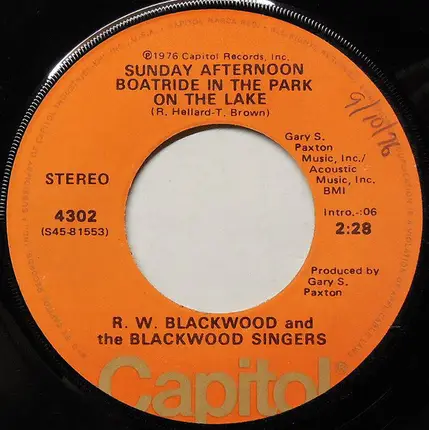 ℗1976 Capitol Records, Inc.
SUNDAY AFTERNOON
BOATRIDE IN THE PARK
ON THE LAKE
(R. Hellard-T. Brown)
9/10/76
Gary S.
Paxton
Music, Inc./
Acoustic
Music, Inc.
BMI
STEREO
4302
(S45-81553)
Intro.-:06
2:28
Produced by
Gary S.
Paxton
R. W. BLACKWOOD and
the BLACKWOOD SINGERS
Capitol®